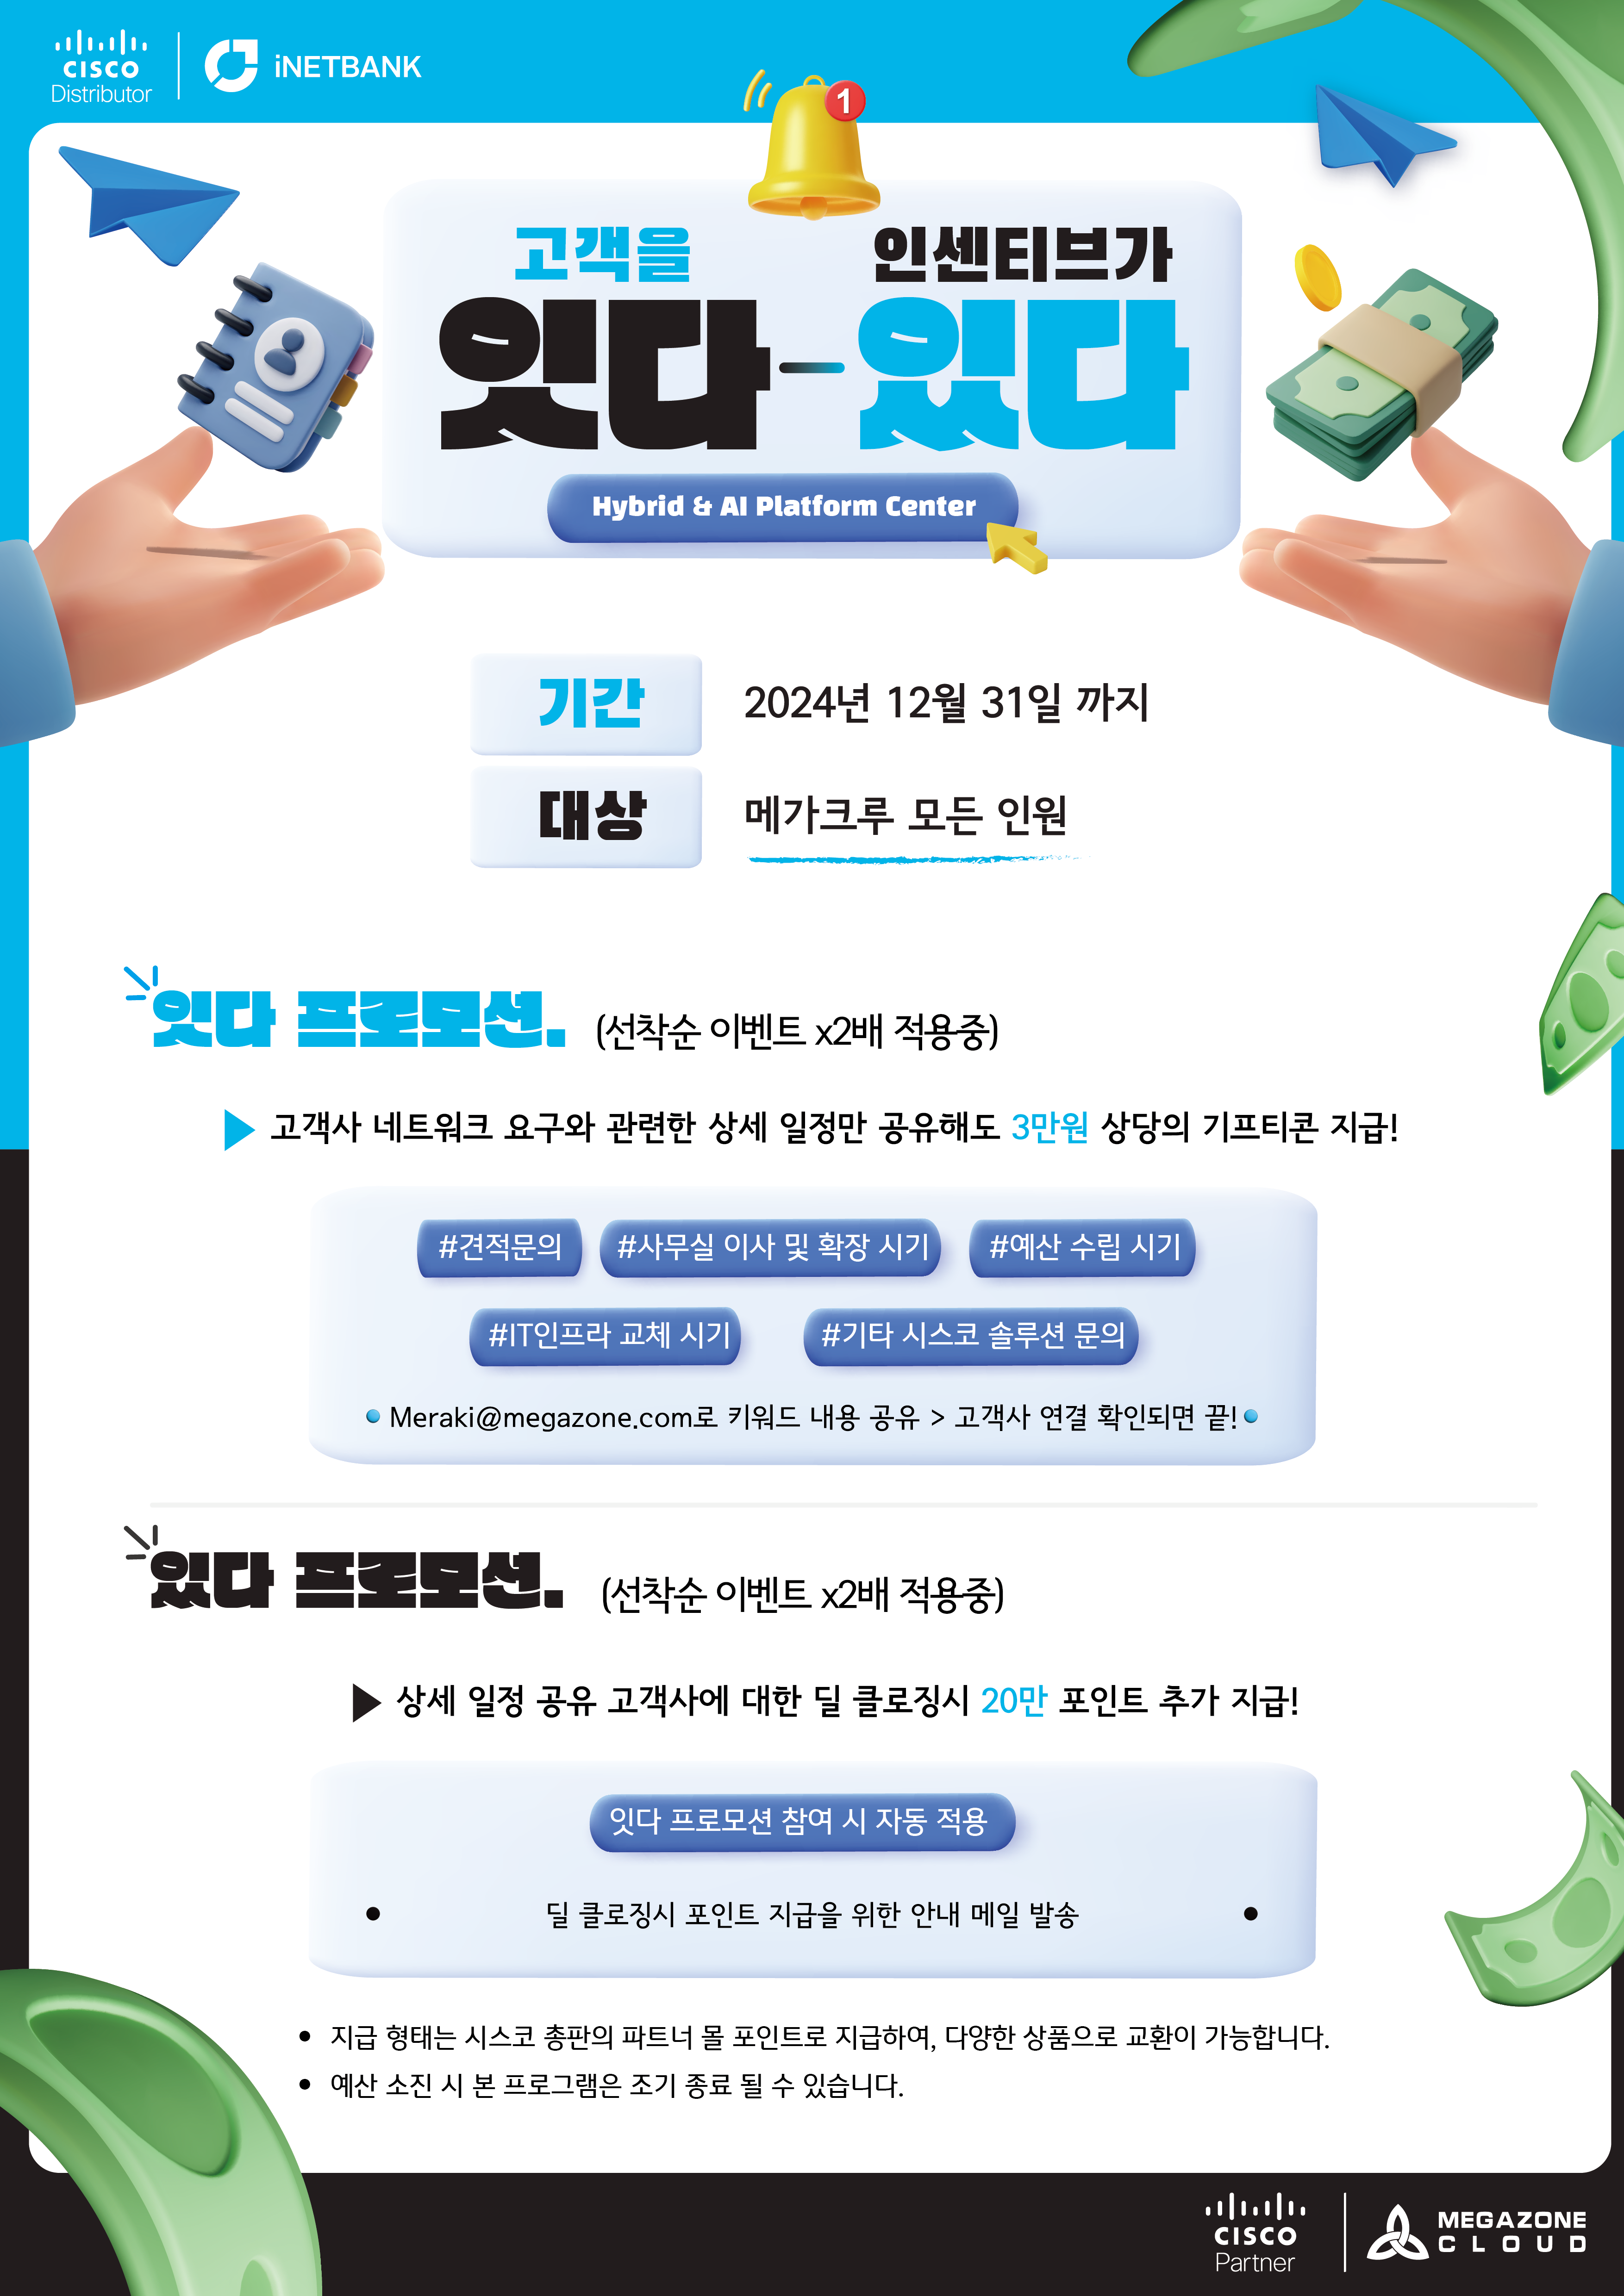 CISCO
Distributor
iNETBANK
1
고객을 인센티브가
잇다-있다
Hybrid & AI Platform Center
기간 2024년 12월 31일 까지
대상 메가크루 모든 인원
잇다 프로모션. (선착순 이벤트 x2배 적용중)
고객사 네트워크 요구와 관련한 상세 일정만 공유해도 3만원 상당의 기프티콘 지급!
#견적문의 #사무실 이사 및 확장 시기 #예산 수립 시기
#IT인프라 교체 시기 #기타 시스코 솔루션 문의
Meraki@megazone.com로 키워드 내용 공유 > 고객사 연결 확인되면 끝!
있다 프로모션. (선착순 이벤트 x2배 적용중)
상세 일정 공유 고객사에 대한 딜 클로징시 20만 포인트 추가 지급!
잇다 프로모션 참여 시 자동 적용
• 딜 클로징시 포인트 지급을 위한 안내 메일 발송 •
• 지급 형태는 시스코 총판의 파트너 몰 포인트로 지급하여, 다양한 상품으로 교환이 가능합니다.
• 예산 소진 시 본 프로그램은 조기 종료 될 수 있습니다.
CISCO
Partner
MEGAZONE
CLOUD